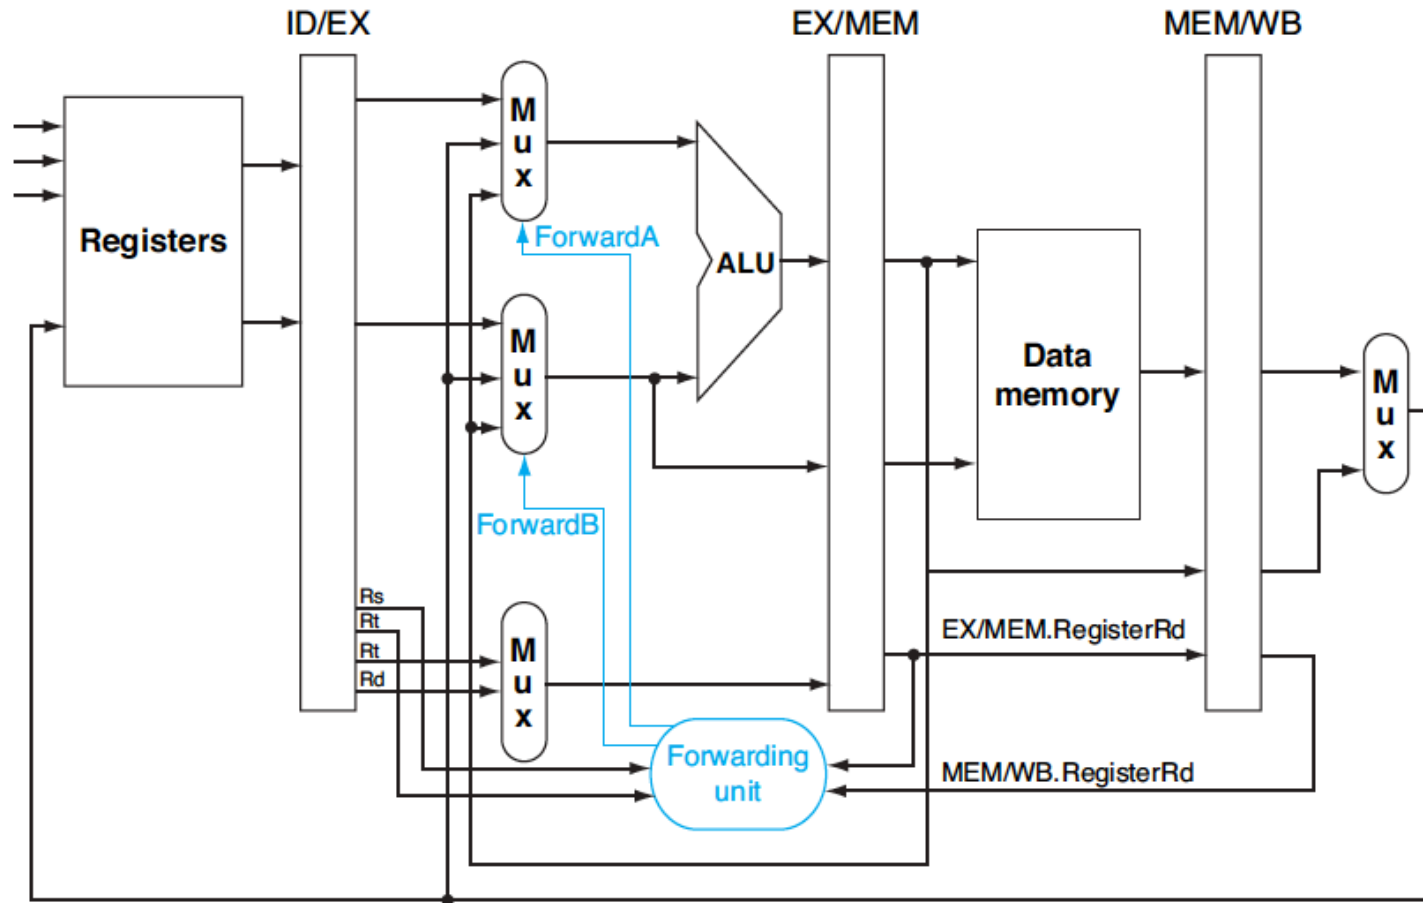 ID/EX
EX/MEM
MEM/WB
M
u
x
Registers
ForwardA
ALU
M
u
x
Data
memory
M
u
x
ForwardB
Rs
Rt
Rt
Rd
M
u
x
EX/MEM.RegisterRd
Forwarding
unit
MEM/WB.RegisterRd